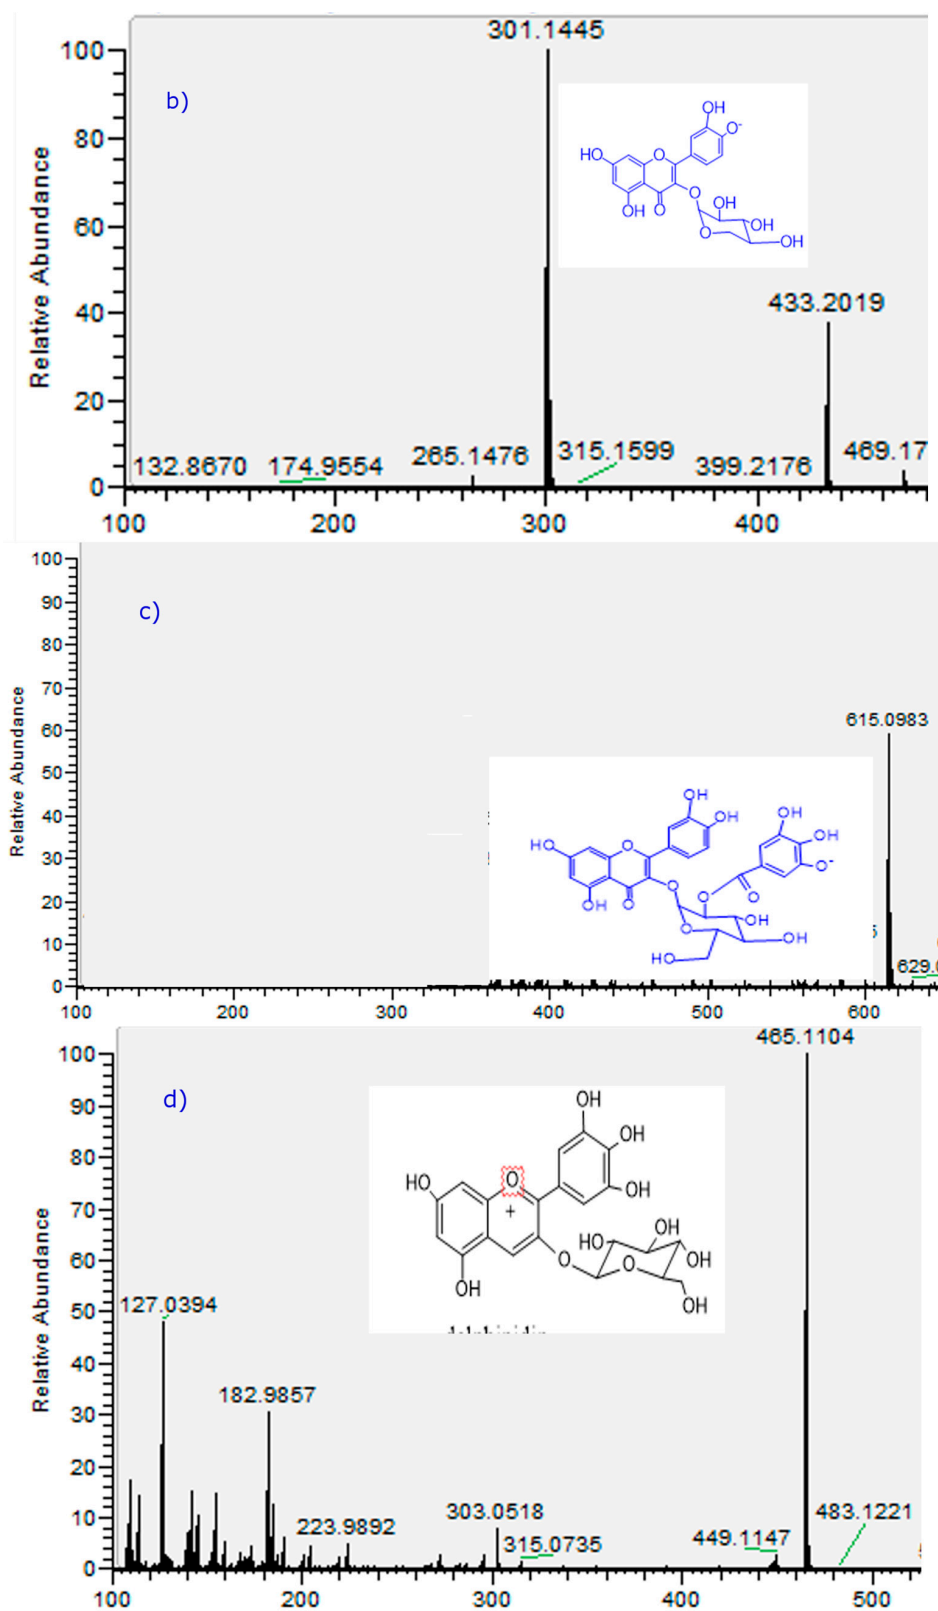 301.1445
b)
OH
O-
HO
O
OH
O
O
OH
OH
O
OH
433.2019
132.8670
174.9554
265.1476
315.1599
399.2176
469.17
Relative Abundance
100
80
60
40
20
0
100
200
300
400
c)
615.0983
OH
OH
OH
OH
O-
HO
O
OH
O
O
O
O
OH
O
OH
HO
629.0
Relative Abundance
100
90
80
70
60
50
40
30
20
10
0
100
200
300
400
500
600
465.1104
d)
OH
OH
OH
HO
O
+
OH
O
HO
OH
OH
O
OH
127.0394
182.9857
223.9892
303.0518
315.0735
449.1147
483.1221
Relative Abundance
100
90
80
70
60
50
40
30
20
10
0
100
200
300
400
500